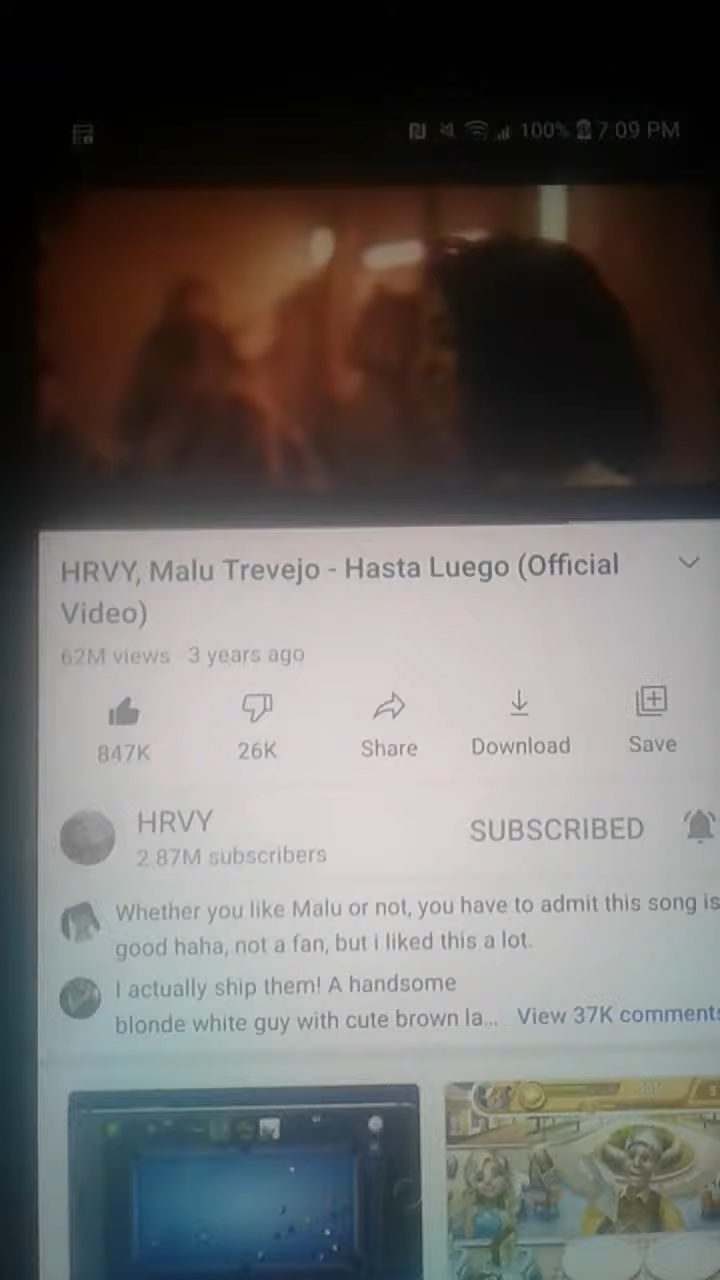 100% 7:09 PM
HRVY, Malu Trevejo - Hasta Luego (Official
Video)
62M views 3 years ago
847K 26K Share Download Save
HRVY SUBSCRIBED
2.87M subscribers
Whether you like Malu or not, you have to admit this song is
good haha, not a fan, but i liked this a lot.
I actually ship them! A handsome
blonde white guy with cute brown la... View 37K comments